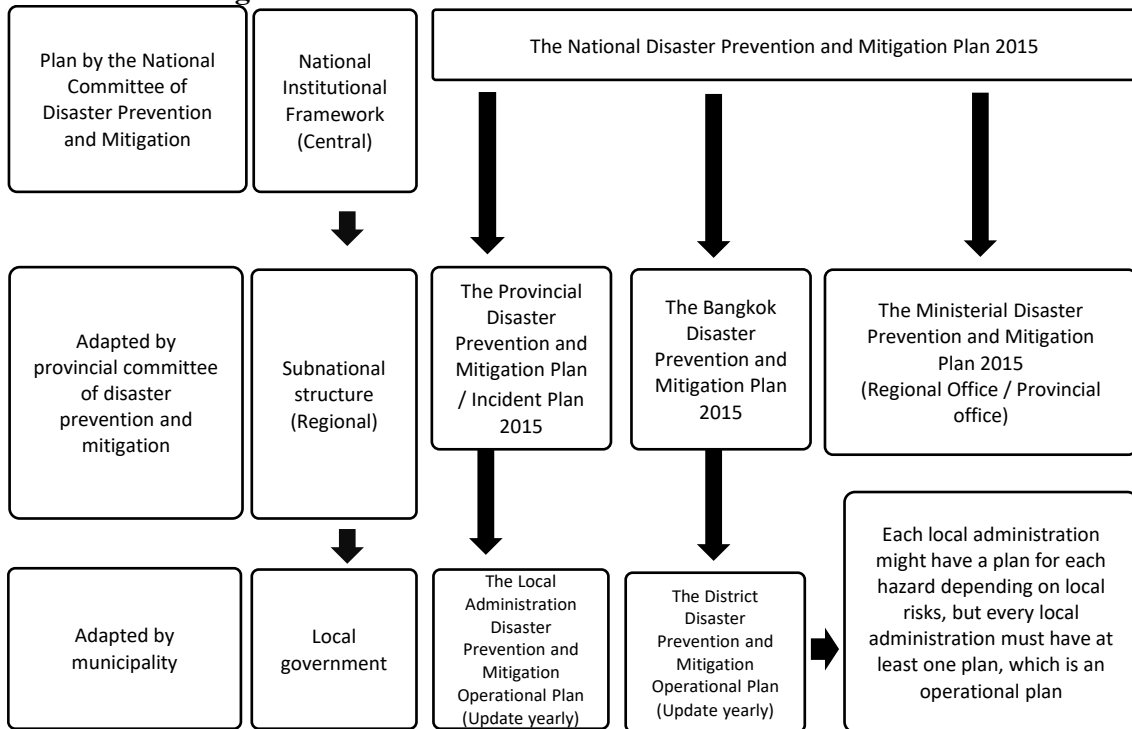 Plan by the National
Committee of
Disaster Prevention
and Mitigation
National
Institutional
Framework
(Central)
The National Disaster Prevention and Mitigation Plan 2015
Adapted by
provincial committee
of disaster
prevention and
mitigation
Subnational
structure
(Regional)
The Provincial
Disaster
Prevention and
Mitigation Plan
/ Incident Plan
2015
The Bangkok
Disaster
Prevention and
Mitigation Plan
2015
The Ministerial Disaster
Prevention and Mitigation
Plan 2015
(Regional Office / Provincial
office)
Adapted by
municipality
Local
government
The Local
Administration
Disaster
Prevention and
Mitigation
Operational Plan
(Update yearly)
The District
Disaster
Prevention and
Mitigation
Operational Plan
(Update yearly)
Each local administration
might have a plan for each
hazard depending on local
risks, but every local
administration must have at
least one plan, which is an
operational plan